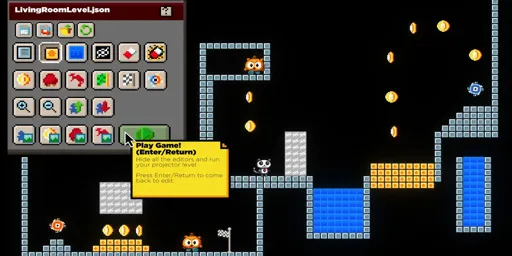 LivingRoomLevel.json
?
Play Game!
(Enter/Return)
Hide all the editors and run
your projector level!
Press Enter/Return to come
back to edit.